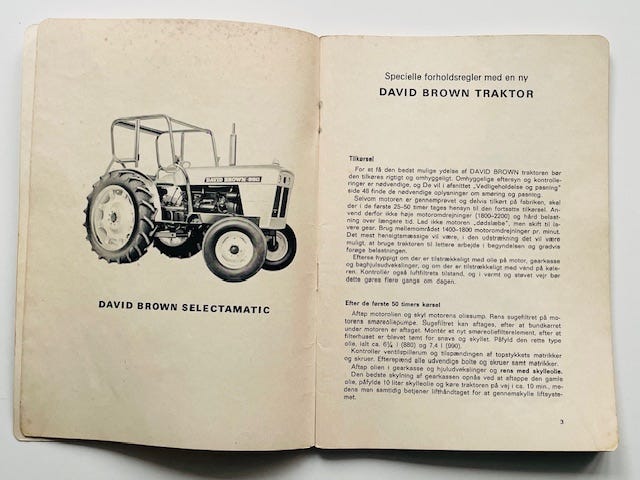 DAVID BROWN-990
DAVID BROWN SELECTAMATIC
Specielle forholdsregler med en ny
DAVID BROWN TRAKTOR
Tilkørsel
For at få den bedst mulige ydelse af DAVID BROWN traktoren bør
den tilkøres rigtigt og omhyggeligt. Omhyggelige eftersyn og kontrolle-
ringer er nødvendige, og De vil i afsnittet „Vedligeholdelse og pasning"
side 48 finde de nødvendige oplysninger om smøring og pasning.
Selvom motoren er gennemprøvet og delvis tilkørt på fabriken, skal
der i de første 25-50 timer tages hensyn til den fortsatte tilkørsel. An-
vend derfor ikke høje motoromdrejninger (1800-2200) og hård belast-
ning over længere tid. Lad ikke motoren „dødslæbe", men skift til la-
vere gear. Brug mellemområdet 1400-1800 motoromdrejninger pr. minut.
Det mest hensigtsmæssige vil være, i den udstrækning det vil være
muligt, at bruge traktoren til lettere arbejde i begyndelsen og gradvis
forøge belastningen.
Efterse hyppigt om der er tilstrækkeligt med olie på motor, gearkasse
og baghjulsudvekslinger, og om der er tilstrækkeligt med vand på køle-
ren. Kontrollér også luftfiltrets tilstand, og i varmt og støvet vejr bør
dette gøres flere gange om dagen.
Efter de første 50 timers kørsel
Aftap motorolien og skyl motorens oliesump. Rens sugefiltret på mo-
torens smøreoliepumpe. Sugefiltret kan aftages, efter at bundkarret
under motoren er aftaget. Montér et nyt smøreoliefilterelement, efter at
filterhuset er blevet tømt for snavs og skyllet. Påfyld den rette type
olie, ialt ca. 6¼ l (880) og 7,4 l (990).
Kontroller ventilspillerum og tilspændingen af topstykkets møtrikker
og skruer. Efterspænd alle udvendige bolte og skruer samt møtrikker.
Aftap olien i gearkasse og hjuludvekslinger og rens med skylleolie.
Den bedste skylning af gearkassen opnås ved at aftappe den gamle
olie, påfylde 10 liter skylleolie og køre traktoren på vej i ca. 10 min., me-
dens man samtidig betjener lifthåndtaget for at gennemskylle liftsyste-
met.
3